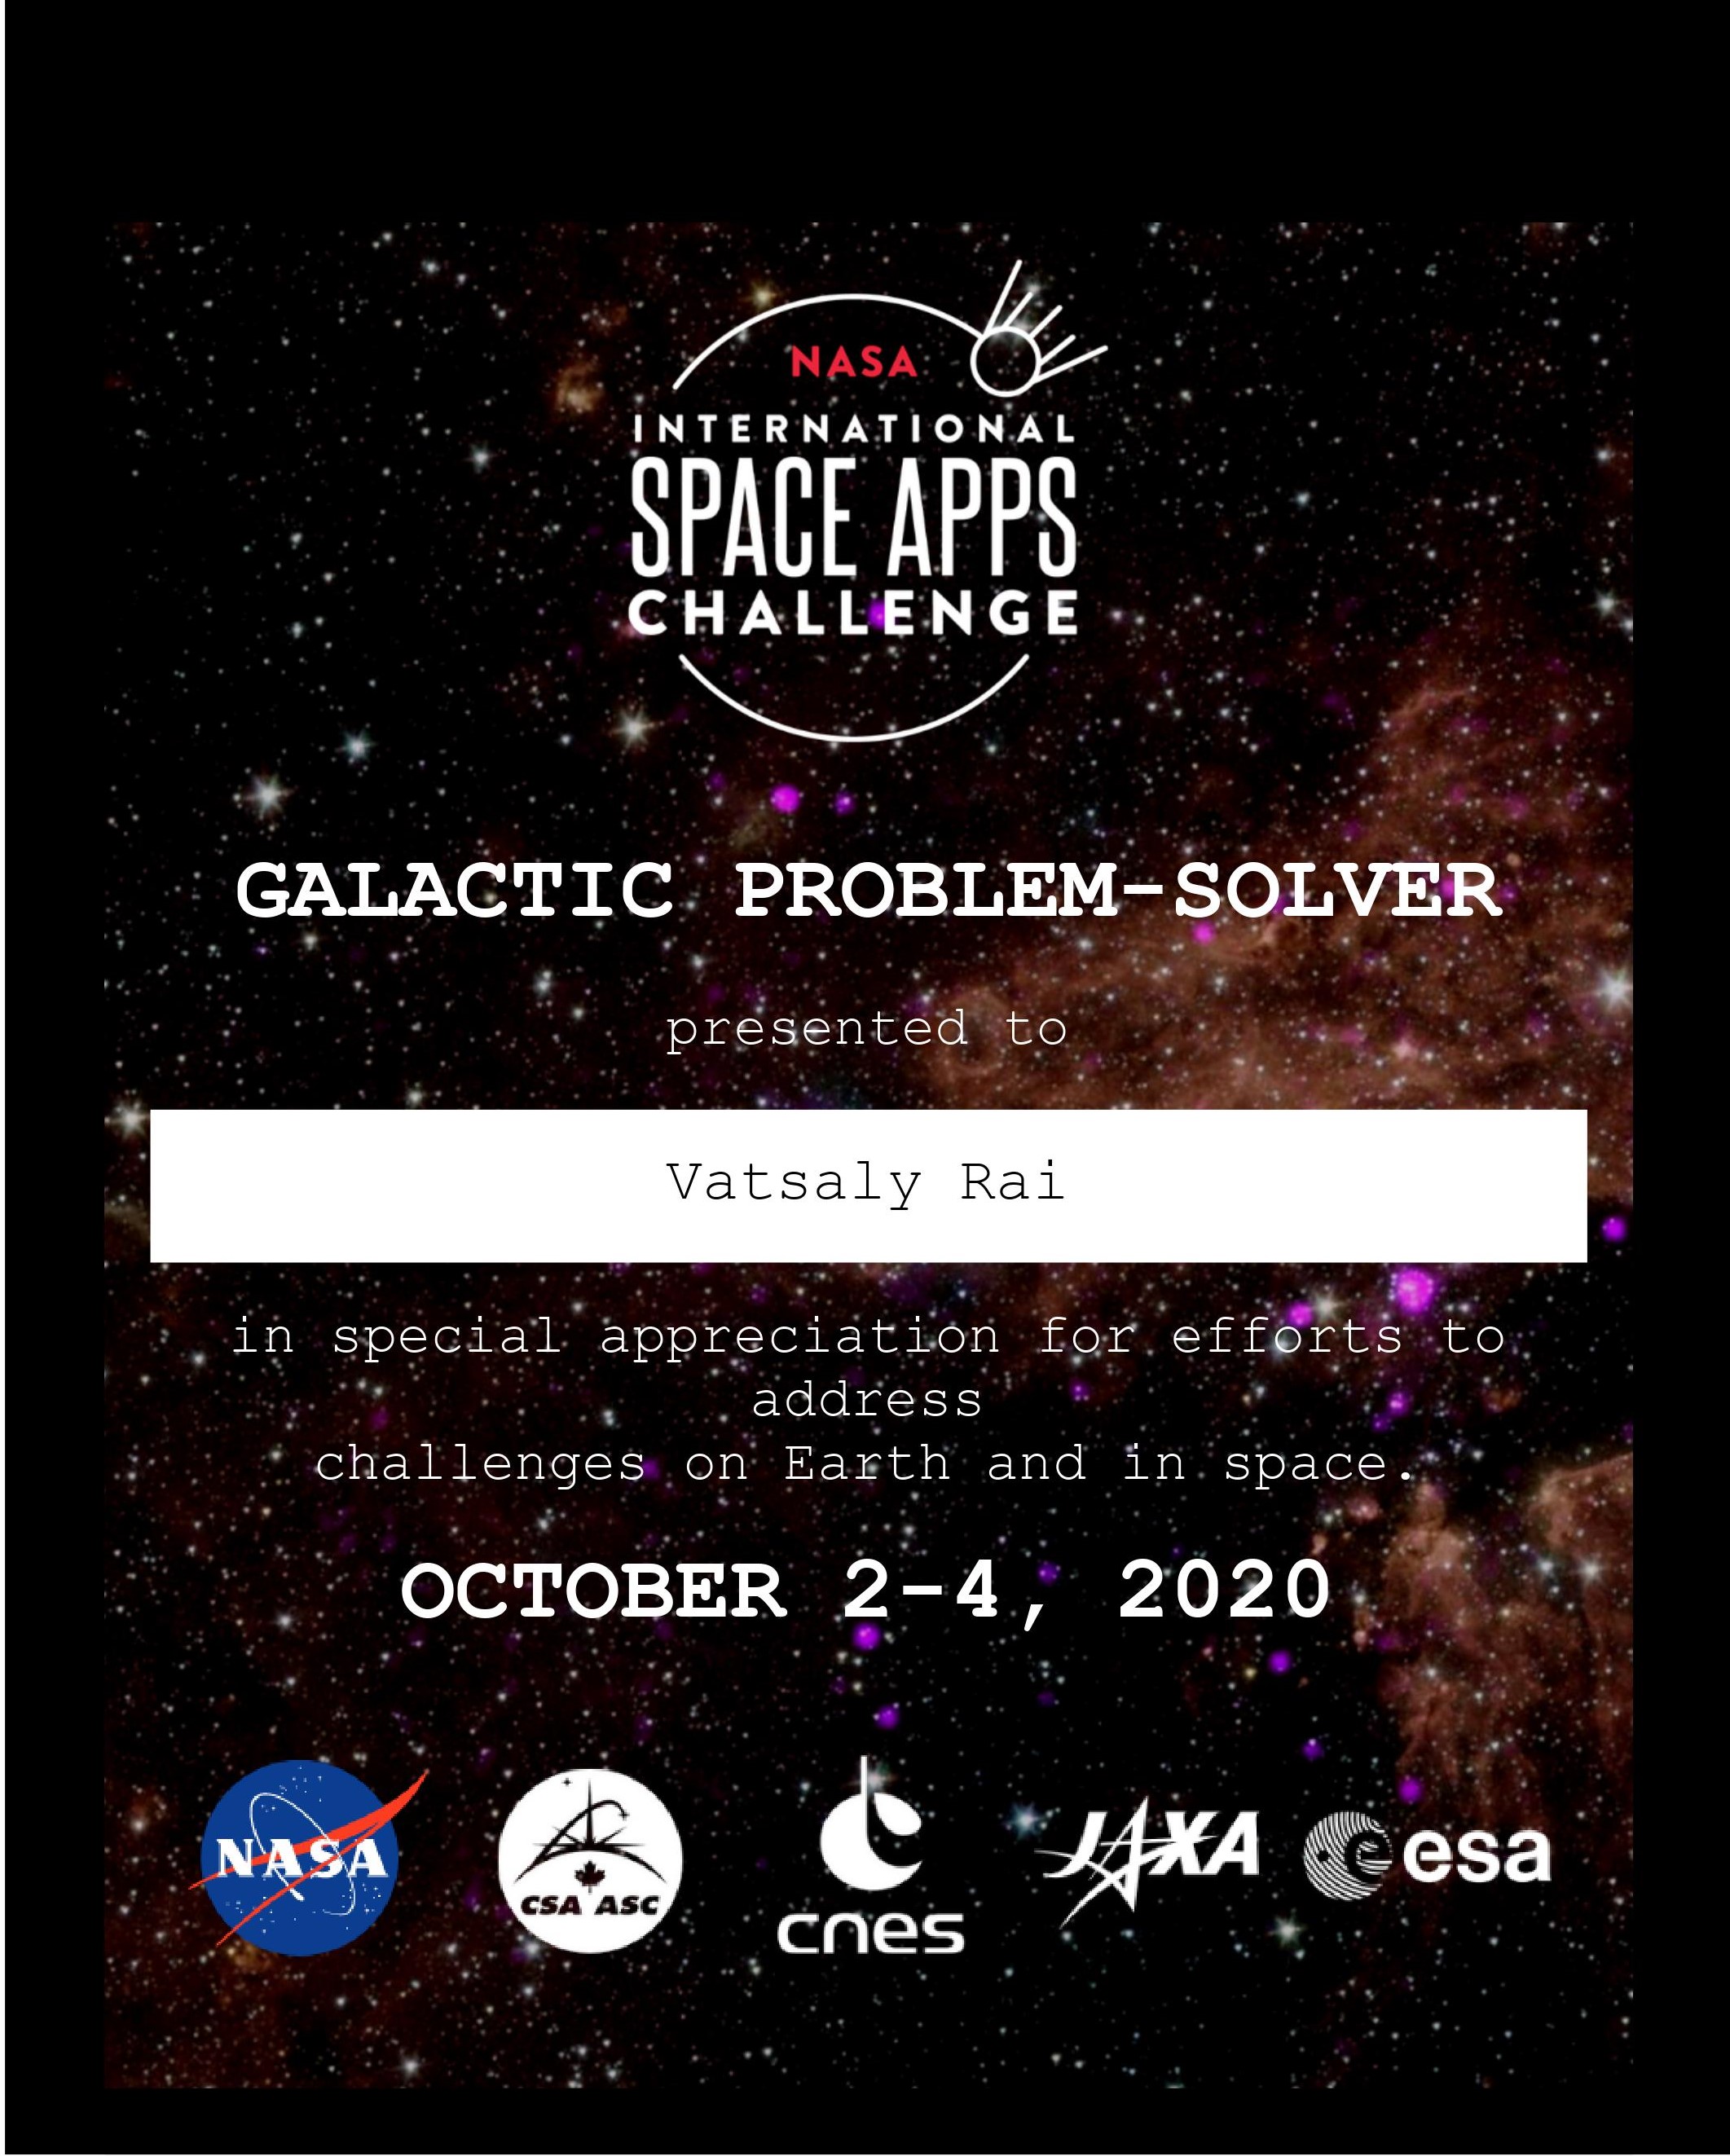 NASA
INTERNATIONAL
SPACE APPS
CHALLENGE
GALACTIC PROBLEM-SOLVER
presented to
Vatsaly Rai
in special appreciation for efforts to
address
challenges on Earth and in space.
OCTOBER 2-4, 2020
NASA
CSA ASC
cnes
JAXA
esa